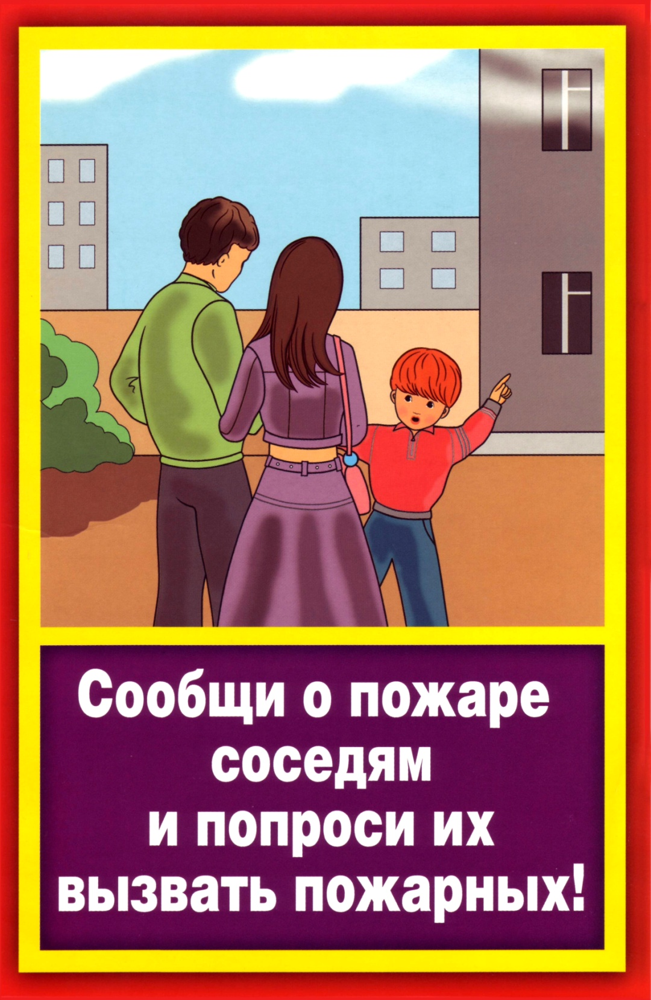 Сообщи о пожаре
соседям
и попроси их
вызвать пожарных!